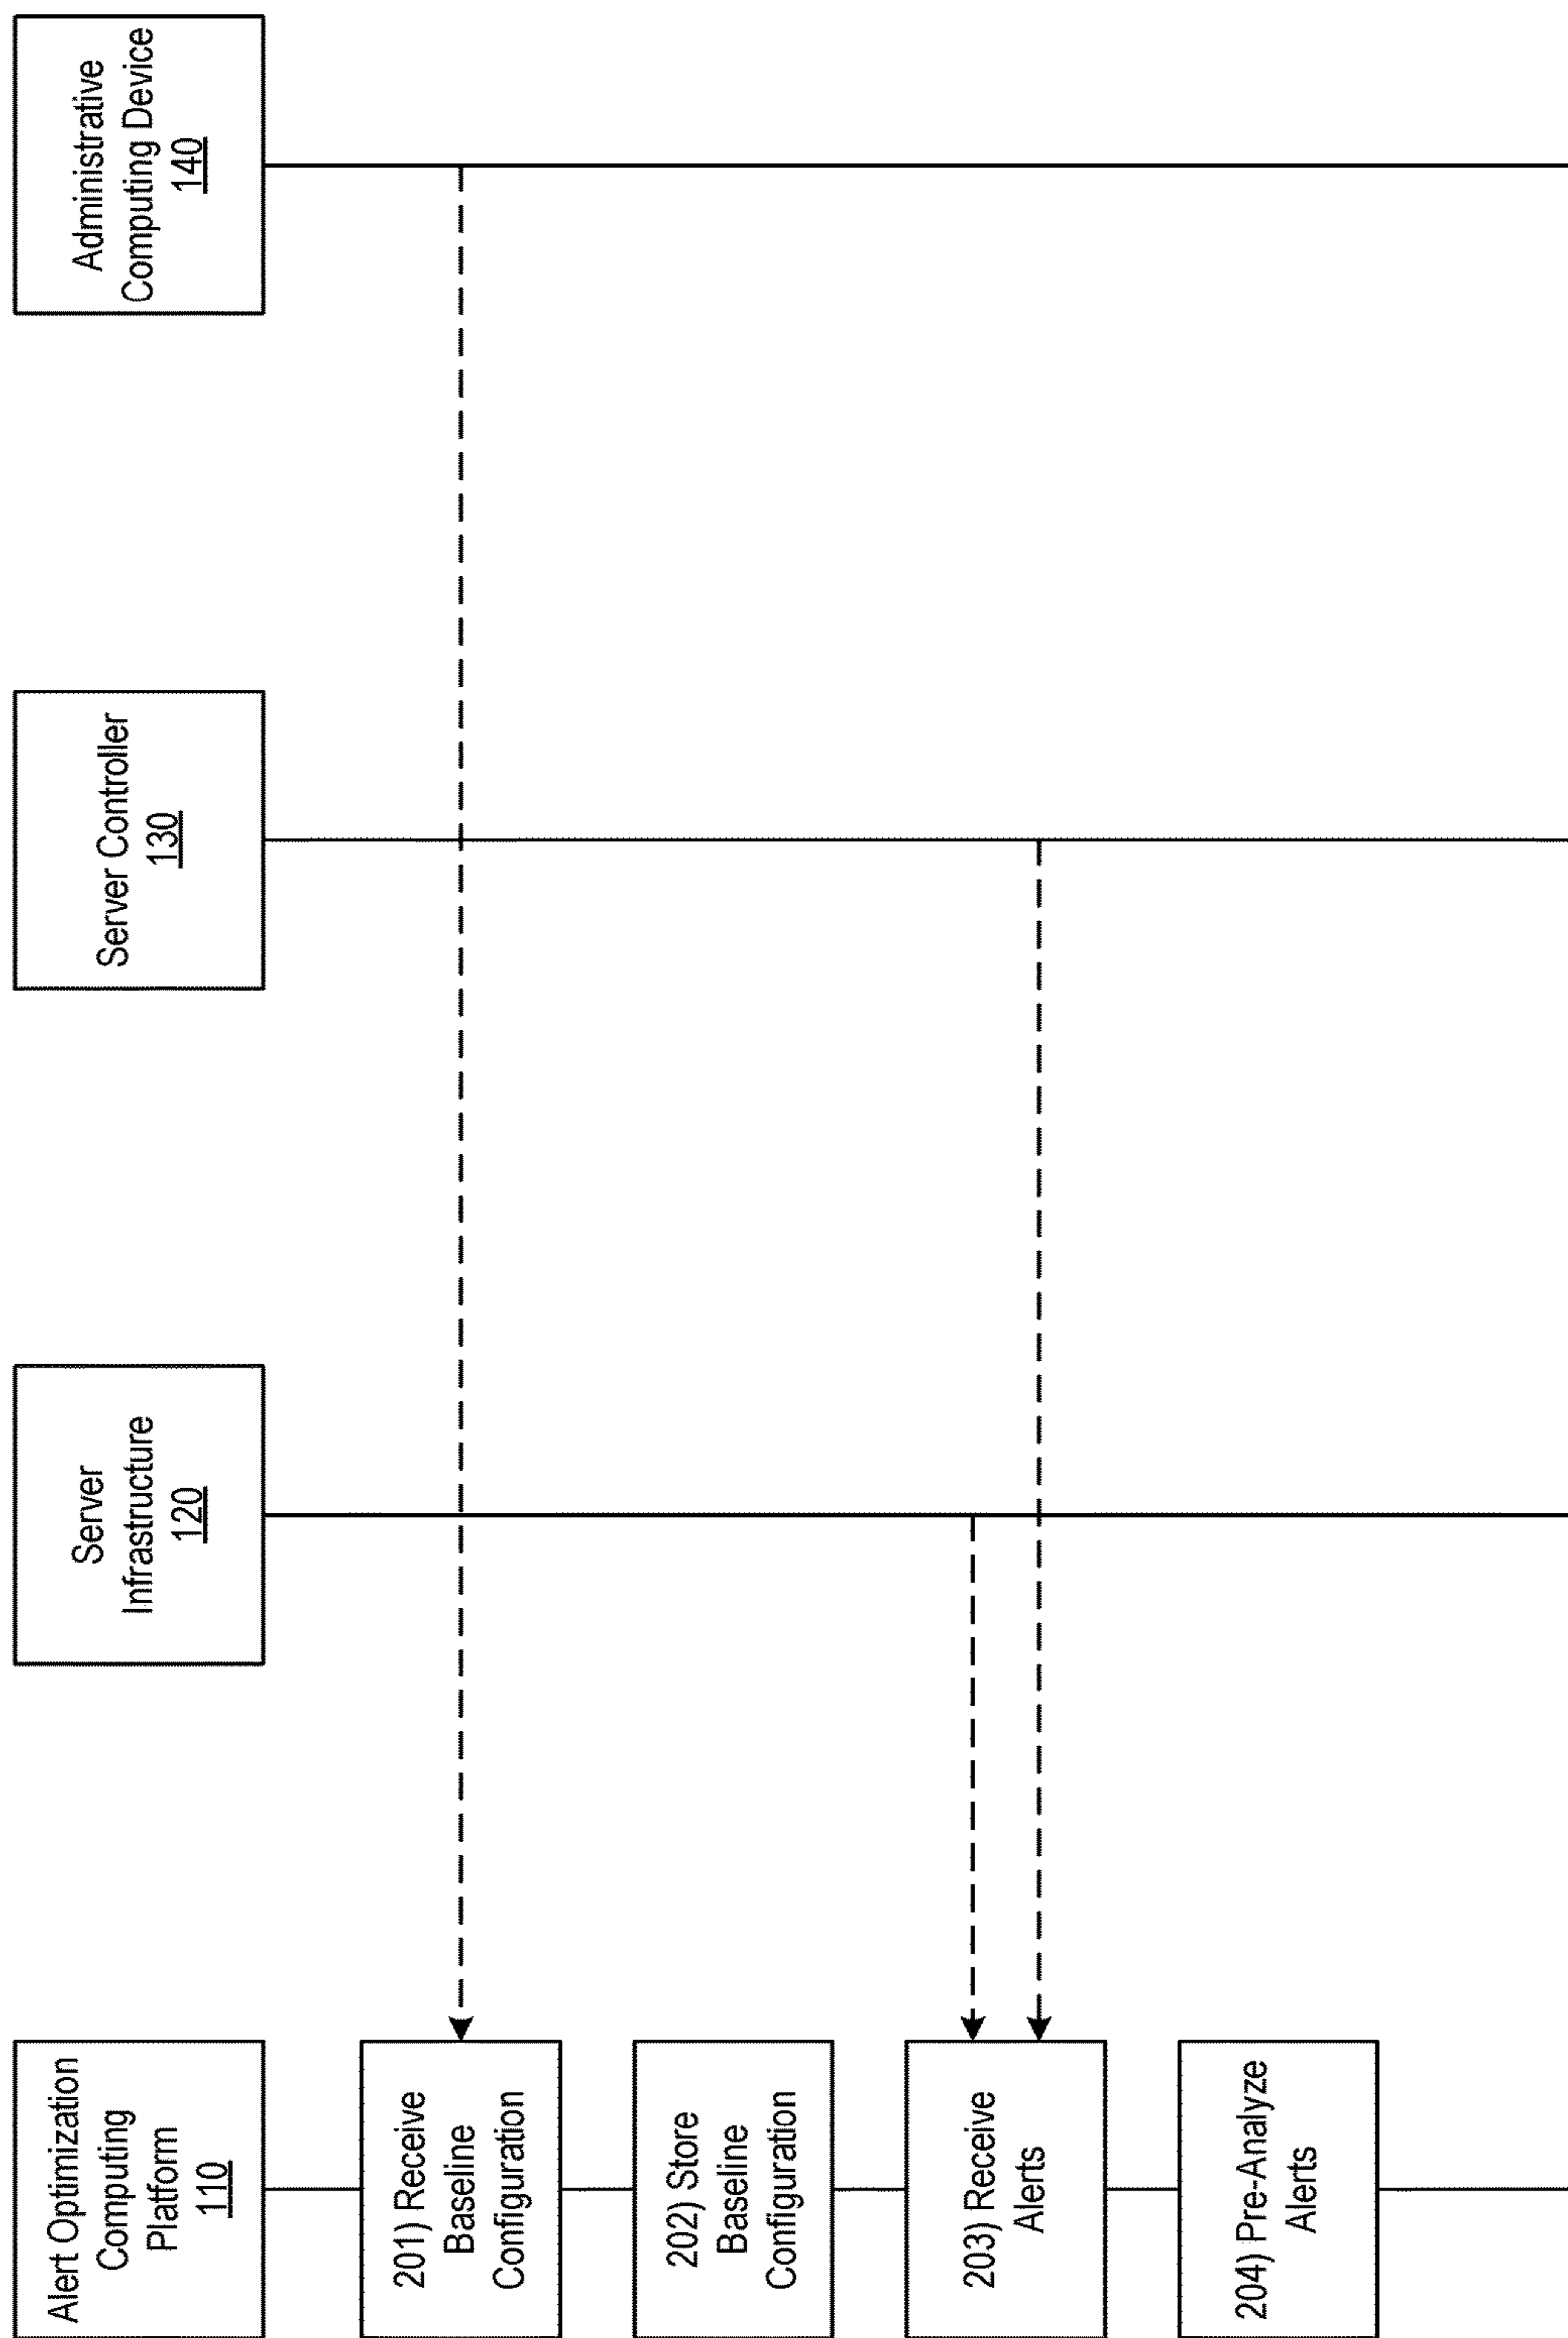 Alert Optimization
Computing
Platform
110
Server
Infrastructure
120
Server Controller
130
Administrative
Computing Device
140
201) Receive
Baseline
Configuration
202) Store
Baseline
Configuration
203) Receive
Alerts
204) Pre-Analyze
Alerts